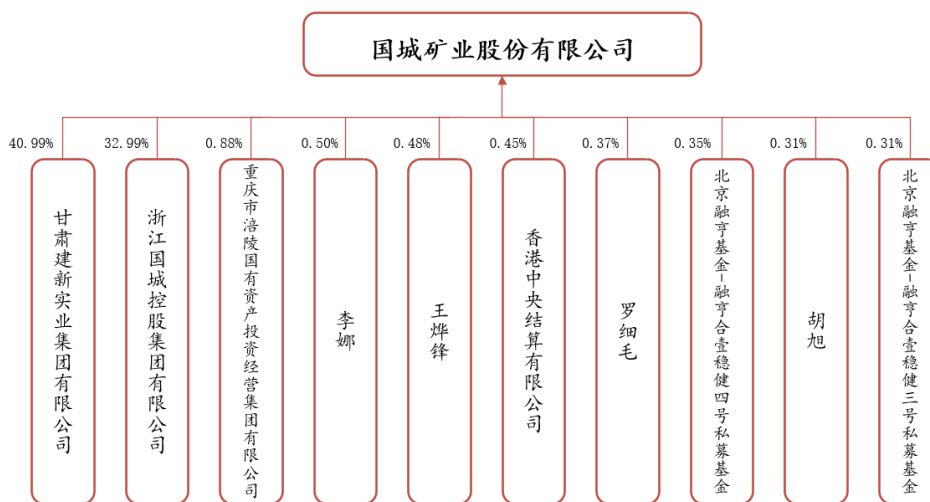 国城矿业股份有限公司
40.99%
32.99%
0.88%
0.50%
0.48%
0.45%
0.37%
0.35%
0.31%
0.31%
甘肃建新实业集团有限公司
浙江国城控股集团有限公司
重庆市涪陵国有资产投资经营集团有限公司
李娜
王烨锋
香港中央结算有限公司
罗细毛
北京融亨基金-融亨合壹稳健四号私募基金
胡旭
北京融亨基金-融亨合壹稳健三号私募基金